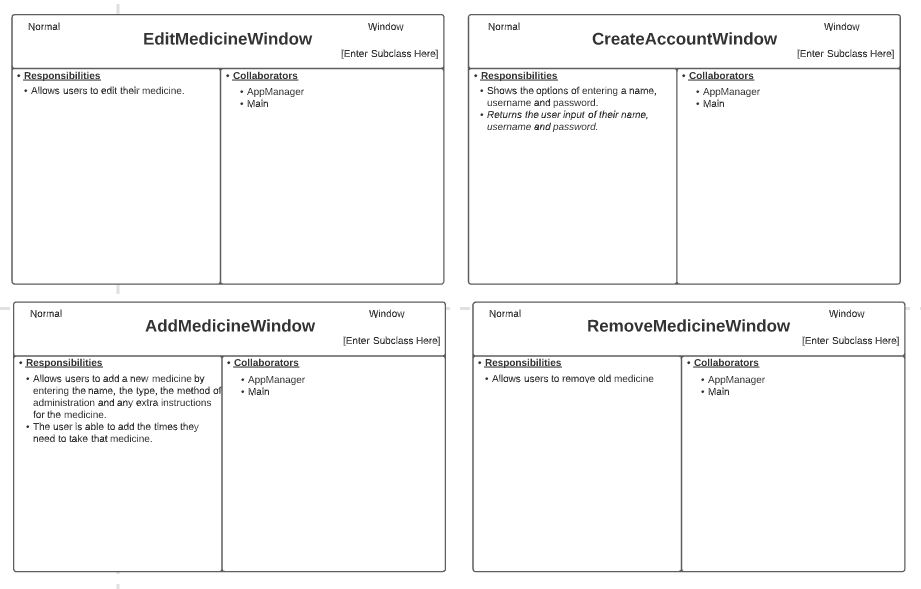 Normal
Window
EditMedicineWindow
[Enter Subclass Here]
• Responsibilities
• Allows users to edit their medicine.
• Collaborators
• AppManager
• Main
Normal
Window
CreateAccountWindow
[Enter Subclass Here]
• Responsibilities
• Shows the options of entering a name,
username and password.
• Returns the user input of their name,
username and password.
• Collaborators
• AppManager
• Main
Normal
Window
AddMedicineWindow
[Enter Subclass Here]
• Responsibilities
• Allows users to add a new medicine by
entering the name, the type, the method of
administration and any extra instructions
for the medicine.
• The user is able to add the times they
need to take that medicine.
• Collaborators
• AppManager
• Main
Normal
Window
RemoveMedicineWindow
[Enter Subclass Here]
• Responsibilities
• Allows users to remove old medicine
• Collaborators
• AppManager
• Main